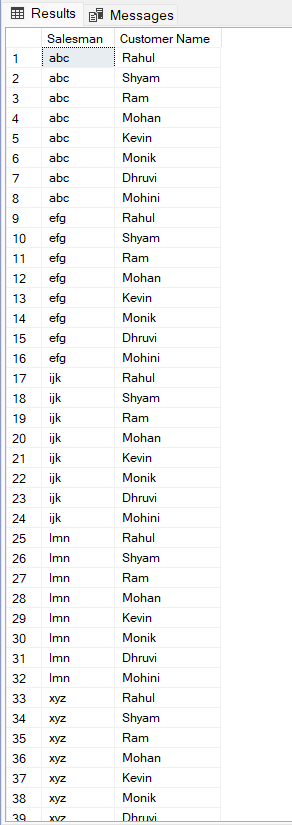 Results Messages
Salesman Customer Name
1 abc Rahul
2 abc Shyam
3 abc Ram
4 abc Mohan
5 abc Kevin
6 abc Monik
7 abc Dhruvi
8 abc Mohini
9 efg Rahul
10 efg Shyam
11 efg Ram
12 efg Mohan
13 efg Kevin
14 efg Monik
15 efg Dhruvi
16 efg Mohini
17 ijk Rahul
18 ijk Shyam
19 ijk Ram
20 ijk Mohan
21 ijk Kevin
22 ijk Monik
23 ijk Dhruvi
24 ijk Mohini
25 lmn Rahul
26 lmn Shyam
27 lmn Ram
28 lmn Mohan
29 lmn Kevin
30 lmn Monik
31 lmn Dhruvi
32 lmn Mohini
33 xyz Rahul
34 xyz Shyam
35 xyz Ram
36 xyz Mohan
37 xyz Kevin
38 xyz Monik
39 xyz Dhruvi